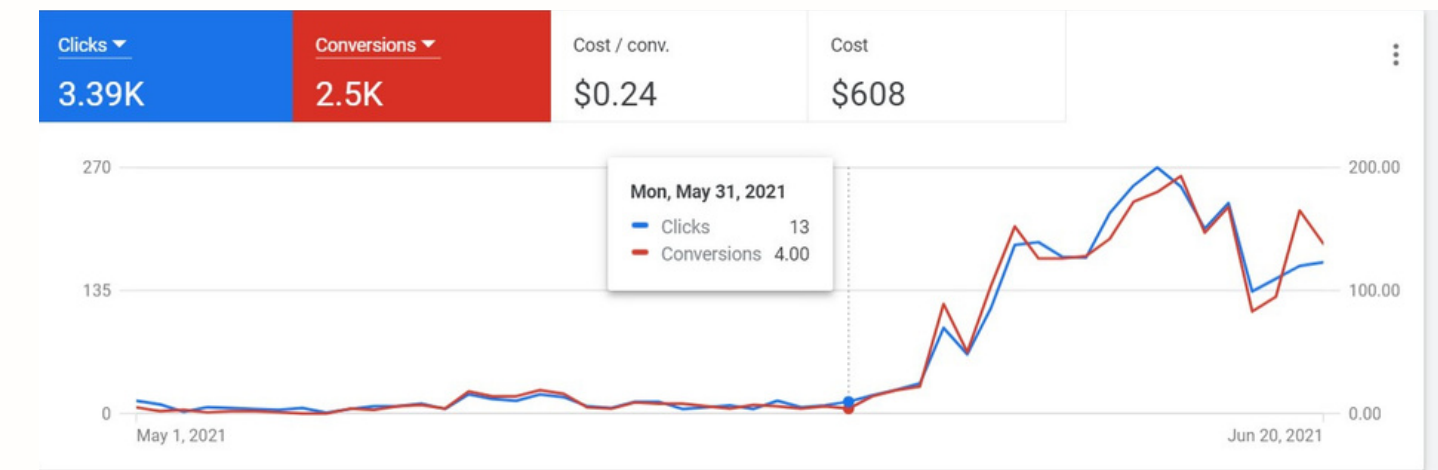 Clicks
3.39K
Conversions
2.5K
Cost / conv.
$0.24
Cost
$608
270
200.00
Mon, May 31, 2021
Clicks 13
Conversions 4.00
135
100.00
0
0.00
May 1, 2021
Jun 20, 2021